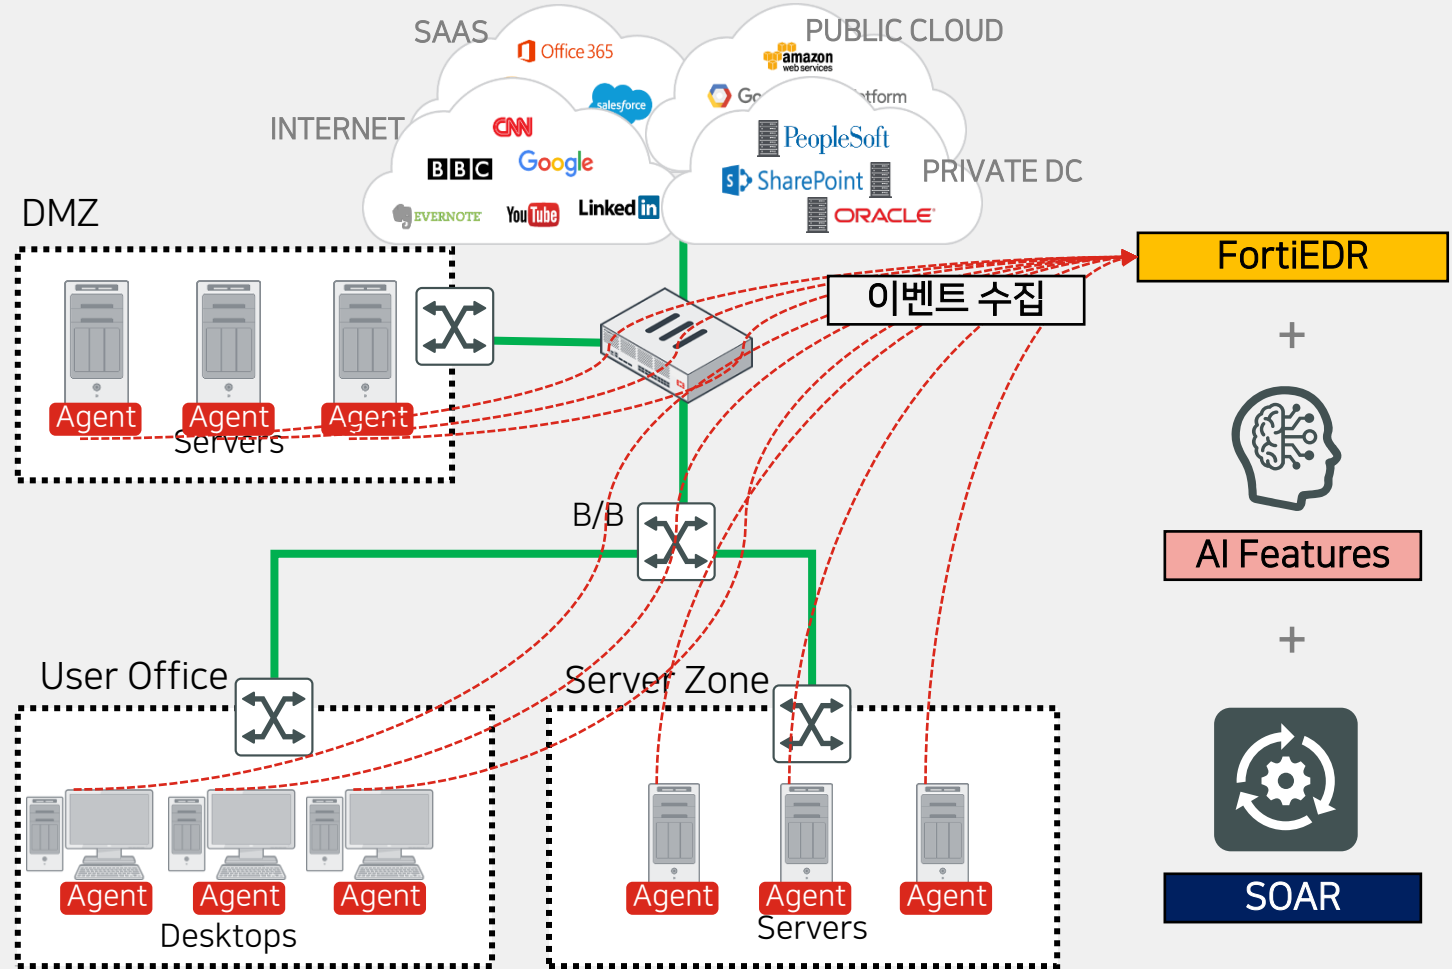 SAAS
Office 365
salesforce
PUBLIC CLOUD
amazon
web services
Go
tform
INTERNET
CNN
BBC
Google
EVERNOTE
YouTube
LinkedIn
PeopleSoft
SharePoint
ORACLE
PRIVATE DC
DMZ
Agent
Agent
Agent
Servers
이벤트 수집
FortiEDR
+
AI Features
+
SOAR
B/B
User Office
Agent
Agent
Agent
Desktops
Server Zone
Agent
Agent
Agent
Servers